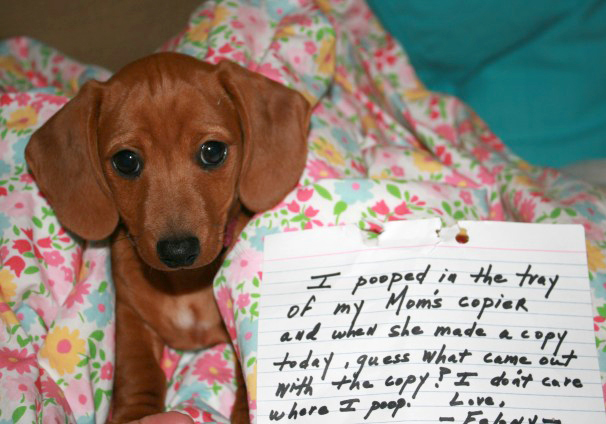 I pooped in the tray
of my Mom's copier
and when she made a copy
today, guess what came out
with the copy? I don't care
where I poop. Love,